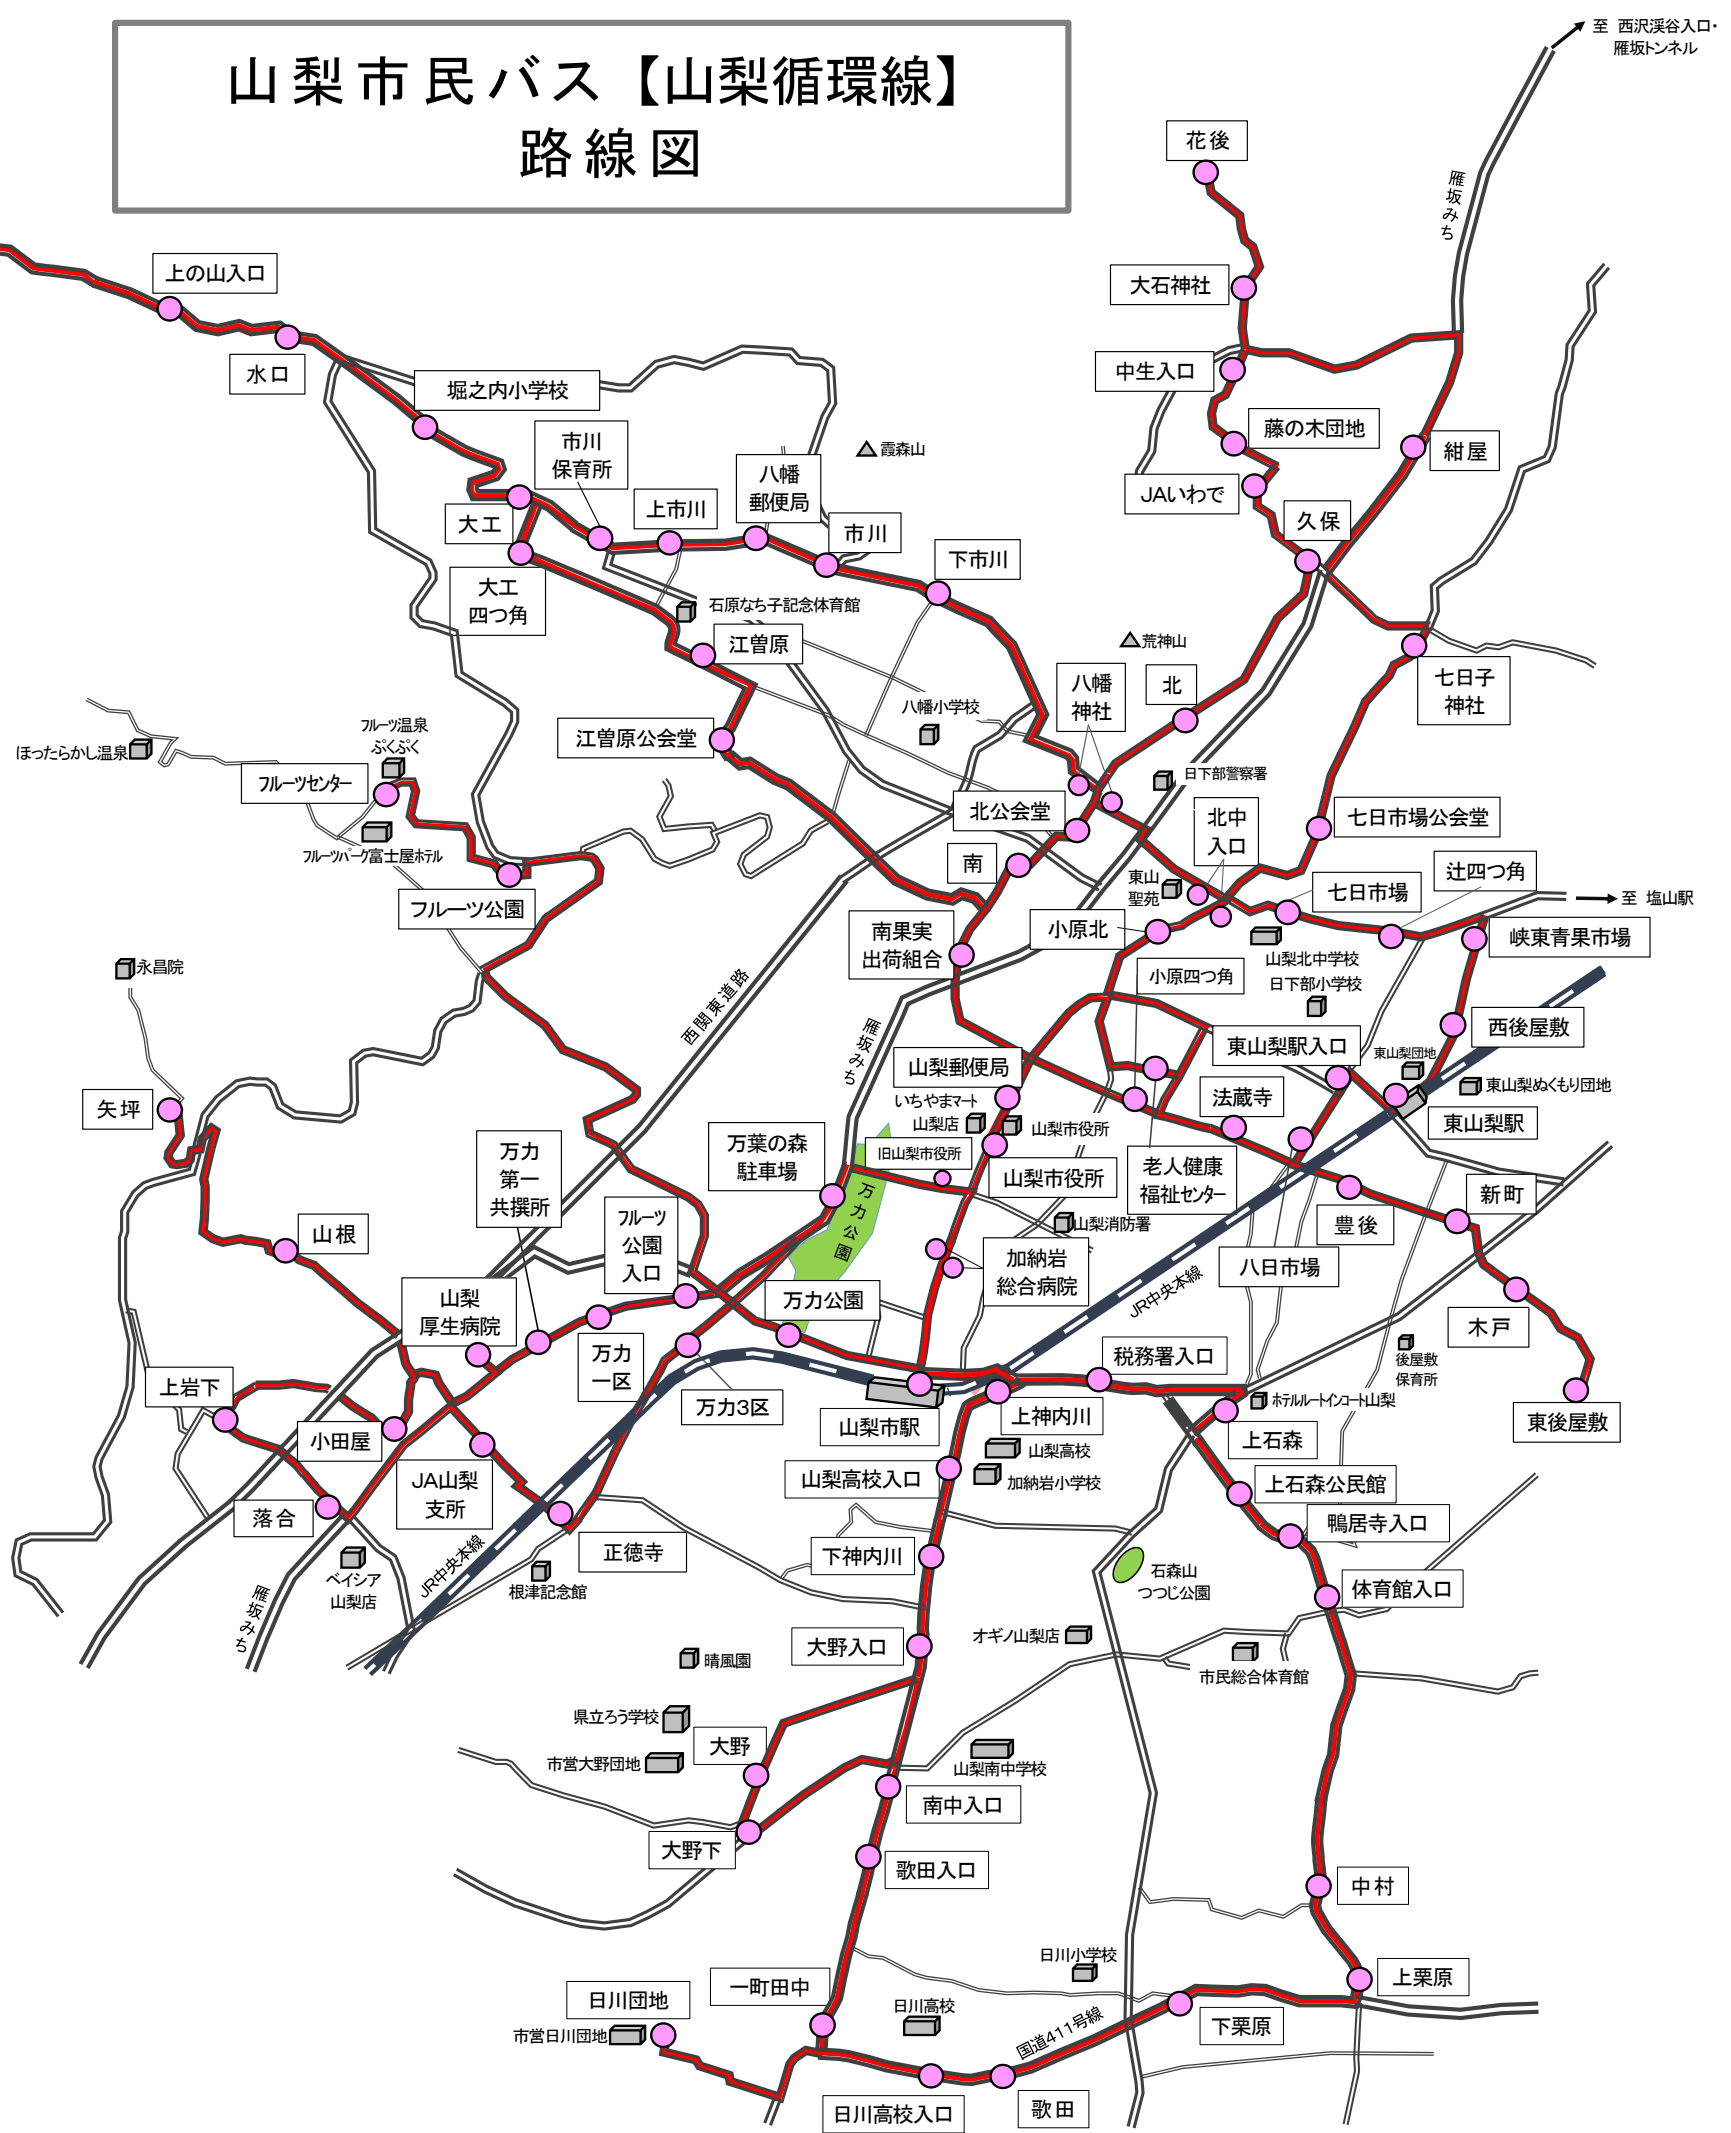 山梨市民バス【山梨循環線】
路線図
至 西沢渓谷入口・
雁坂トンネル
花後
雁坂みち
大石神社
上の山入口
水口
中生入口
堀之内小学校
藤の木団地
紺屋
市川
保育所
霞森山
八幡
郵便局
JAいわで
上市川
久保
大工
市川
下市川
大工
四つ角
石原なち子記念体育館
江曽原
荒神山
八幡
神社
北
七日子
神社
八幡小学校
フルーツ温泉
ぷくぷく
江曽原公会堂
ほったらかし温泉
フルーツセンター
日下部警察署
北公会堂
北中
入口
七日市場公会堂
フルーツパーク富士屋ホテル
南
東山
聖苑
七日市場
辻四つ角
至 塩山駅
フルーツ公園
小原北
南果実
出荷組合
峡東青果市場
山梨北中学校
日下部小学校
永昌院
小原四つ角
西関東道路
雁坂みち
西後屋敷
東山梨駅入口
東山梨団地
山梨郵便局
東山梨ぬくもり団地
矢坪
いちやまマート
山梨店
法蔵寺
東山梨駅
山梨市役所
万葉の森
駐車場
旧山梨市役所
万力
第一
共撰所
山梨市役所
老人健康
福祉センター
万力公園
新町
フルーツ
公園
入口
山梨消防署
豊後
山根
加納岩
総合病院
八日市場
JR中央本線
山梨
厚生病院
万力公園
木戸
万力
一区
税務署入口
後屋敷
保育所
上岩下
万力3区
ホテルルートインコート山梨
山梨市駅
上神内川
東後屋敷
小田屋
上石森
山梨高校
JA山梨
支所
山梨高校入口
加納岩小学校
上石森公民館
落合
鴨居寺入口
正徳寺
下神内川
JR中央本線
石森山
つつじ公園
ベイシア
山梨店
根津記念館
体育館入口
雁坂みち
大野入口
オギノ山梨店
晴風園
市民総合体育館
県立ろう学校
大野
市営大野団地
山梨南中学校
南中入口
大野下
歌田入口
中村
日川小学校
一町田中
上栗原
日川団地
日川高校
市営日川団地
国道411号線
下栗原
日川高校入口
歌田